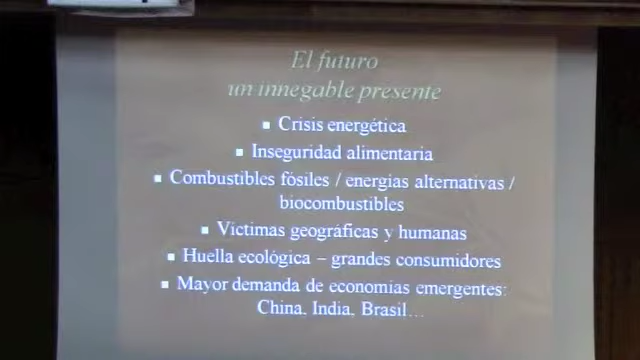 El futuro
un innegable presente
▪ Crisis energética
▪ Inseguridad alimentaria
▪ Combustibles fósiles / energías alternativas /
biocombustibles
▪ Víctimas geográficas y humanas
▪ Huella ecológica – grandes consumidores
▪ Mayor demanda de economías emergentes:
China, India, Brasil…